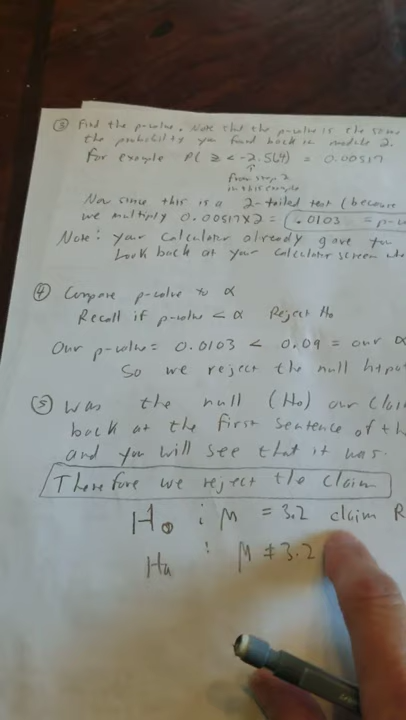 ③ Find the p-value. Note that the p-value is the same
the probability you found back in module 2.
For example P( z < -2.564) = 0.00517
↑
from step 2
in this example
Now since this is a 2-tailed test (because
we multiply 0.00517x2 = .0103 = p-v
Note: your calculator already gave you
Look back at your calculator screen
④ Compare p-value to α
Recall if p-value < α Reject Ho
Our p-value = 0.0103 < 0.09 = our α
So we reject the null
⑤ Was the null (Ho) our clai
back at the first sentence of th
and you will see that it was.
Therefore we reject the claim
Ho : M = 3.2 claim R
Ha : M ≠ 3.2